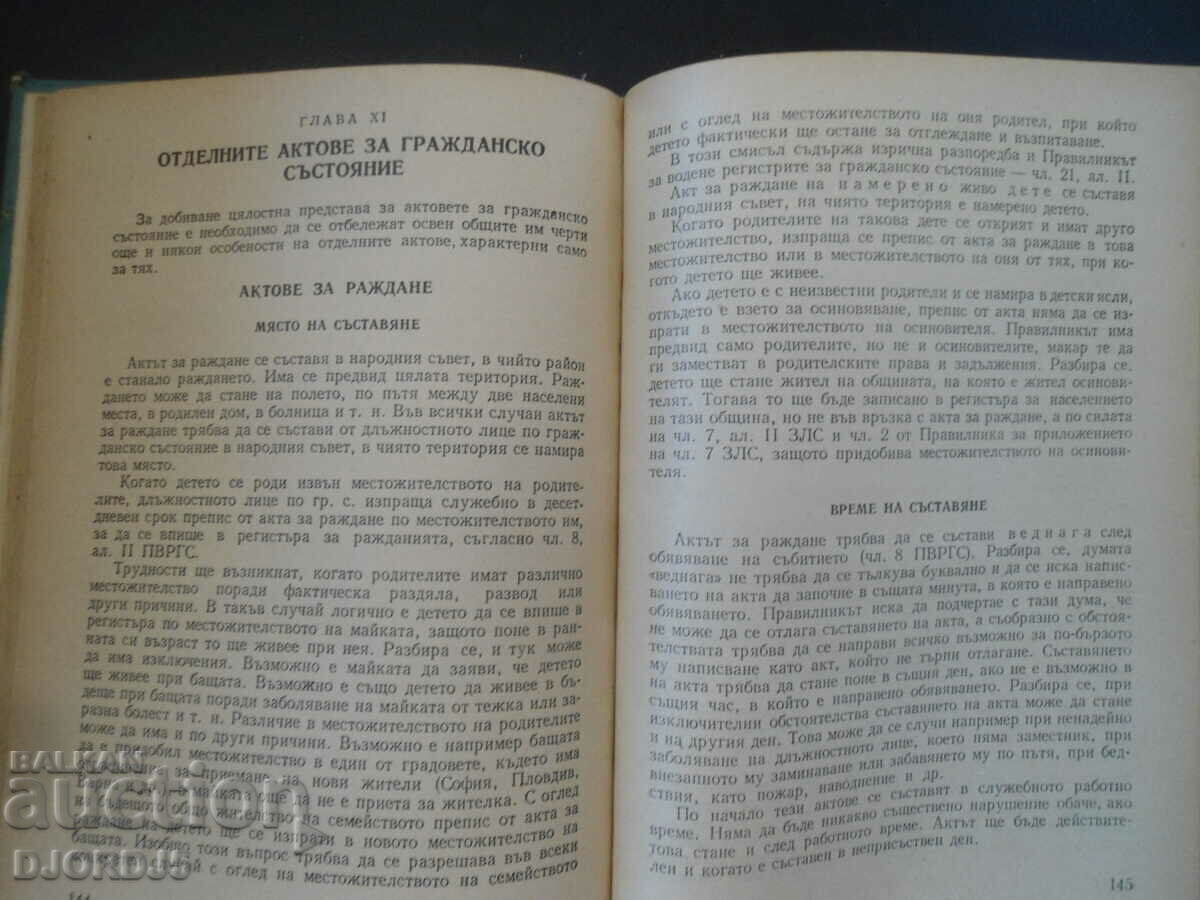 ГЛАВА XI
ОТДЕЛНИТЕ АКТОВЕ ЗА ГРАЖДАНСКО
СЪСТОЯНИЕ
За добиване цялостна представа за актовете за гражданско
състояние е необходимо да се отбележат освен общите им черти
още и някои особености на отделните актове, характерни само
за тях.
АКТОВЕ ЗА РАЖДАНЕ
МЯСТО НА СЪСТАВЯНЕ
Актът за раждане се съставя в народния съвет, в чийто район
е станало раждането. Има се предвид цялата територия. Раж-
дането може да стане на полето, по пътя между две населени
места, в родилен дом, в болница и т. н. Във всички случаи актът
за раждане трябва да се състави от длъжностното лице по граж-
данско състояние в народния съвет, в чиято територия се намира
това място.
Когато детето се роди извън местожителството на родите-
лите, длъжностното лице по гр. с. изпраща служебно в десет-
дневен срок препис от акта за раждане по местожителството им,
за да се впише в регистъра за ражданията, съгласно чл. 8,
ал. II ПВРГС.
Трудности ще възникнат, когато родителите имат различно
местожителство поради фактическа раздяла, развод или
други причини. В такъв случай логично е детето да се впише в
регистъра по местожителството на майката, защото поне в ран-
ната си възраст то ще живее при нея. Разбира се, и тук може
да има изключения. Възможно е майката да заяви, че детето
ще живее при бащата. Възможно е също детето да живее в бъ-
деще при бащата поради заболяване на майката от тежка или за-
разна болест и т. н. Различие в местожителството на родителите
може да има и по други причини. Възможно е например бащата
да е придобил местожителство в един от градовете, където има
за приемане на нови жители (София, Пловдив,
майката още да не е приета за жителка. С оглед
на бъдещото общо жителство на семейството препис от акта за
раждане на детето ще се изпрати в новото местожителство на
бащата. Изобщо този въпрос трябва да се разрешава във всеки
случай с оглед на местожителството на семейството
144
или с оглед на местожителството на оня родител, при който
детето фактически ще остане за отглеждане и възпитаване.
В този смисъл съдържа изрична разпоредба и Правилникът
за водене регистрите за гражданско състояние — чл. 21, ал. II.
Акт за раждане на намерено живо дете се съставя
в народния съвет, на чиято територия е намерено детето.
Когато родителите на такова дете се открият и имат друго
местожителство, изпраща се препис от акта за раждане в това
местожителство или в местожителството на оня от тях, при ко-
гото детето ще живее.
Ако детето е с неизвестни родители и се намира в детски ясли,
откъдето е взето за осиновяване, препис от акта няма да се из-
прати в местожителството на осиновителя. Правилникът има
предвид само родителите, но не и осиновителите, макар те да
ги заместват в родителските права и задължения. Разбира се.
детето ще стане жител на общината, на която е жител осинови-
телят. Тогава то ще бъде записано в регистъра за населението
на тази община, но не във връзка с акта за раждане, а по силата
на чл. 7, ал. II ЗЛС и чл. 2 от Правилника за приложението
на чл. 7 ЗЛС, защото придобива местожителството на осинови-
теля.
ВРЕМЕ НА СЪСТАВЯНЕ
Актът за раждане трябва да се състави веднага след
обявяване на събитието (чл. 8 ПВРГС). Разбира се, думата
«веднага» не трябва да се тълкува буквално и да се иска напис-
ването на акта да започне в същата минута, в която е направено
обявяването. Правилникът иска да подчертае с тази дума, че
не може да се отлага съставянето на акта, а съобразно с обстоя-
телствата трябва да се направи всичко възможно за по-бързото
му написване като акт, който не търпи отлагане. Съставянето
на акта трябва да стане поне в същия ден, ако не е възможно в
същия час, в който е направено обявяването. Разбира се, при
изключителни обстоятелства съставянето на акта може да стане
и на другия ден. Това може да се случи например при ненадейно
заболяване на длъжностното лице, което няма заместник, при
внезапното му заминаване или забавянето му по пътя, при бед-
ствия, като пожар, наводнение и др.
По начало тези актове се съставят в служебното работно
време. Няма да бъде никакво съществено нарушение обаче, ако
това стане и след работното време. Актът ще бъде действите-
лен и когато е съставен в неприсъствен ден.
145
БАЛКАН
auction
DJORD55